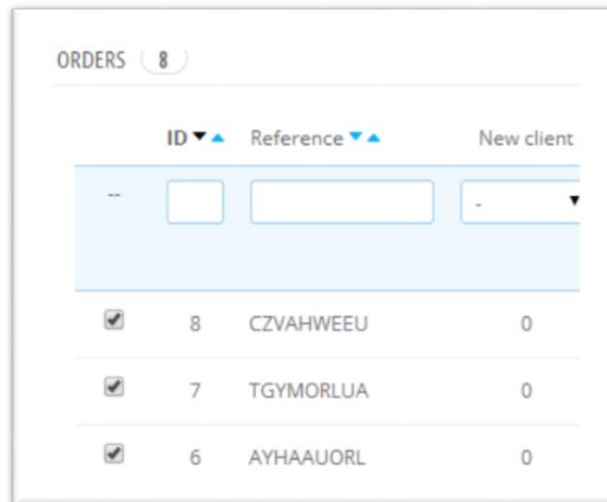 ORDERS 8
ID Reference New client
-- -
8 CZVAHWEEU 0
7 TGYMORLUA 0
6 AYHAAUORL 0